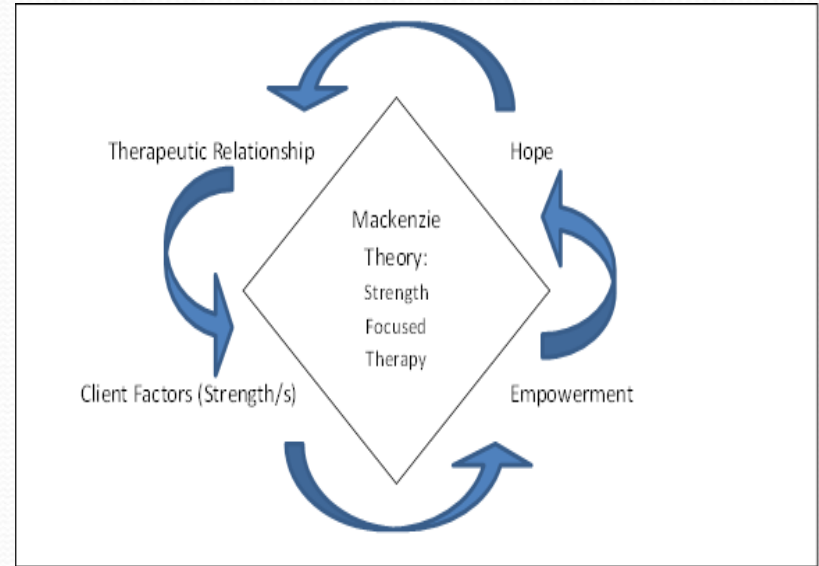 Therapeutic Relationship
Hope
Mackenzie
Theory:
Strength
Focused
Therapy
Client Factors (Strength/s)
Empowerment